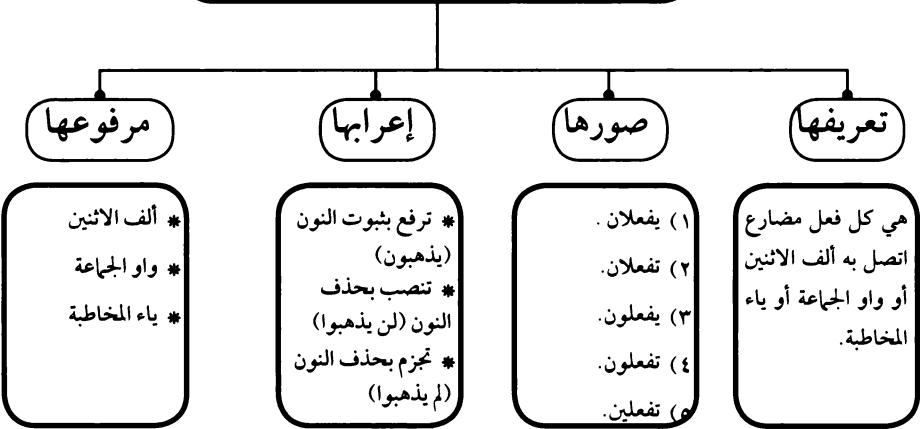 تعريفها
هي كل فعل مضارع
اتصل به ألف الاثنين
أو واو الجماعة أو ياء
المخاطبة.
صورها
١) يفعلان.
٢) تفعلان.
٣) يفعلون.
٤) تفعلون.
٥) تفعلين.
إعرابها
* ترفع بثبوت النون
(يذهبون)
* تنصب بحذف
النون (لن يذهبوا)
* تجزم بحذف النون
(لم يذهبوا)
مرفوعها
* ألف الاثنين
* واو الجماعة
* ياء المخاطبة